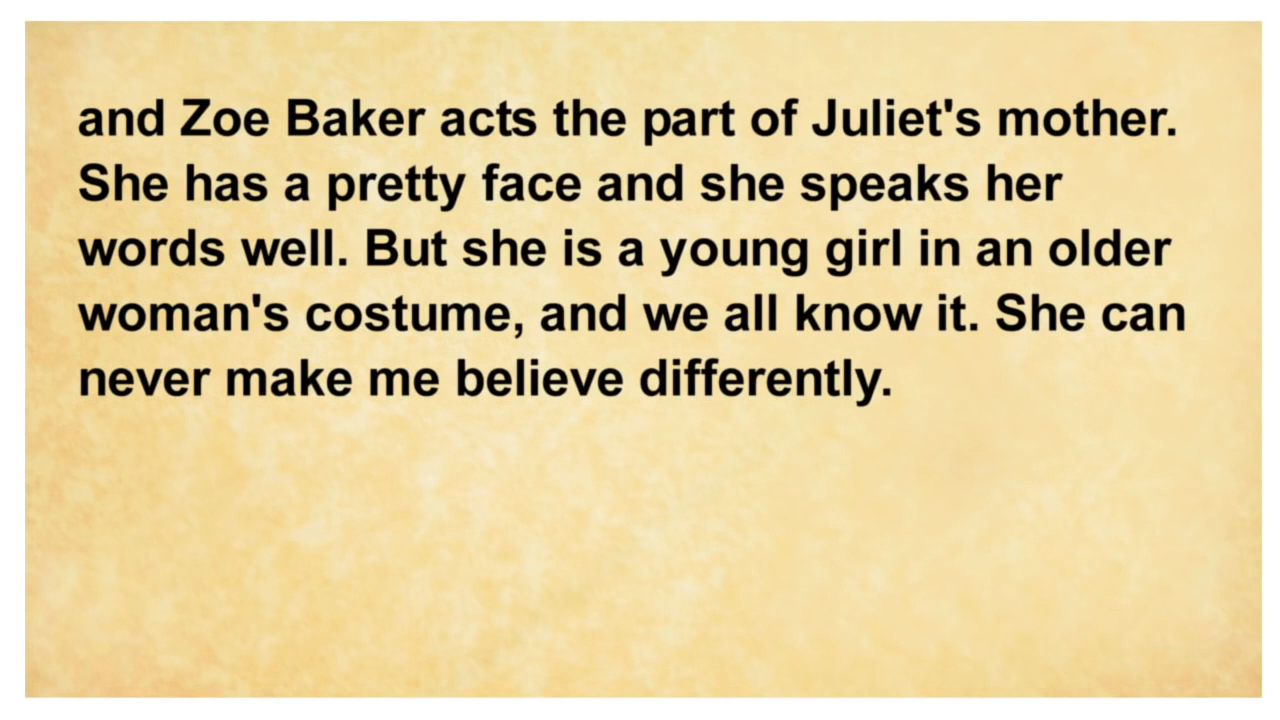 and Zoe Baker acts the part of Juliet's mother.
She has a pretty face and she speaks her
words well. But she is a young girl in an older
woman's costume, and we all know it. She can
never make me believe differently.